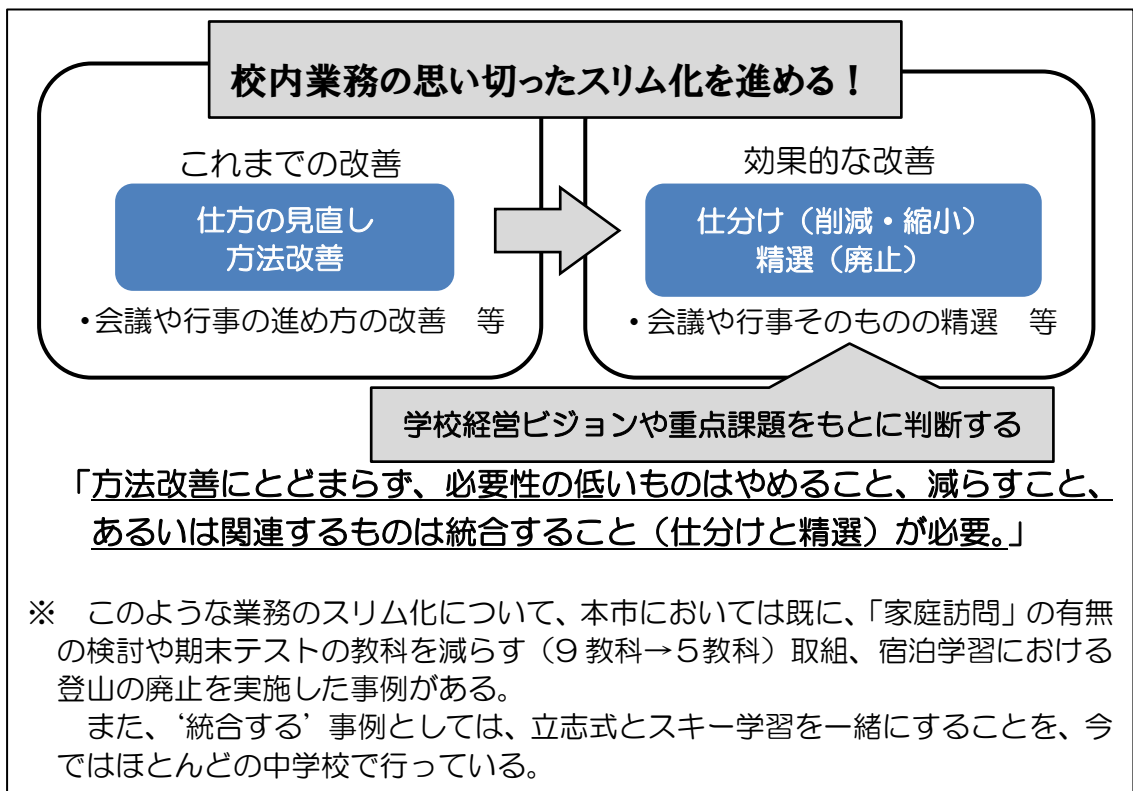 校内業務の思い切ったスリム化を進める！
これまでの改善
仕方の見直し
方法改善
・会議や行事の進め方の改善　等
効果的な改善
仕分け（削減・縮小）
精選（廃止）
・会議や行事そのものの精選　等
学校経営ビジョンや重点課題をもとに判断する
「方法改善にとどまらず、必要性の低いものはやめること、減らすこと、
あるいは関連するものは統合すること（仕分けと精選）が必要。」
※　このような業務のスリム化について、本市においては既に、「家庭訪問」の有無
の検討や期末テストの教科を減らす（9 教科→5教科）取組、宿泊学習における
登山の廃止を実施した事例がある。
また、‘統合する’事例としては、立志式とスキー学習を一緒にすることを、今
ではほとんどの中学校で行っている。